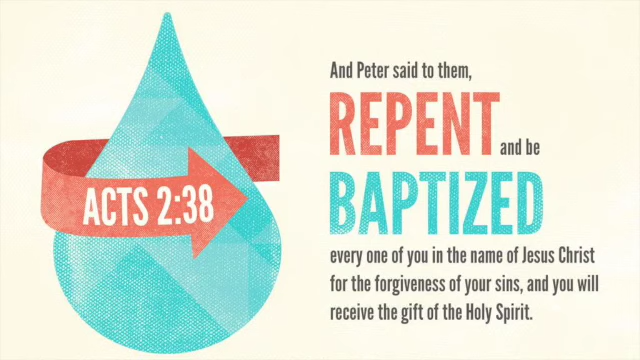 ACTS 2:38
And Peter said to them,
REPENT and be
BAPTIZED
every one of you in the name of Jesus Christ
for the forgiveness of your sins, and you will
receive the gift of the Holy Spirit.